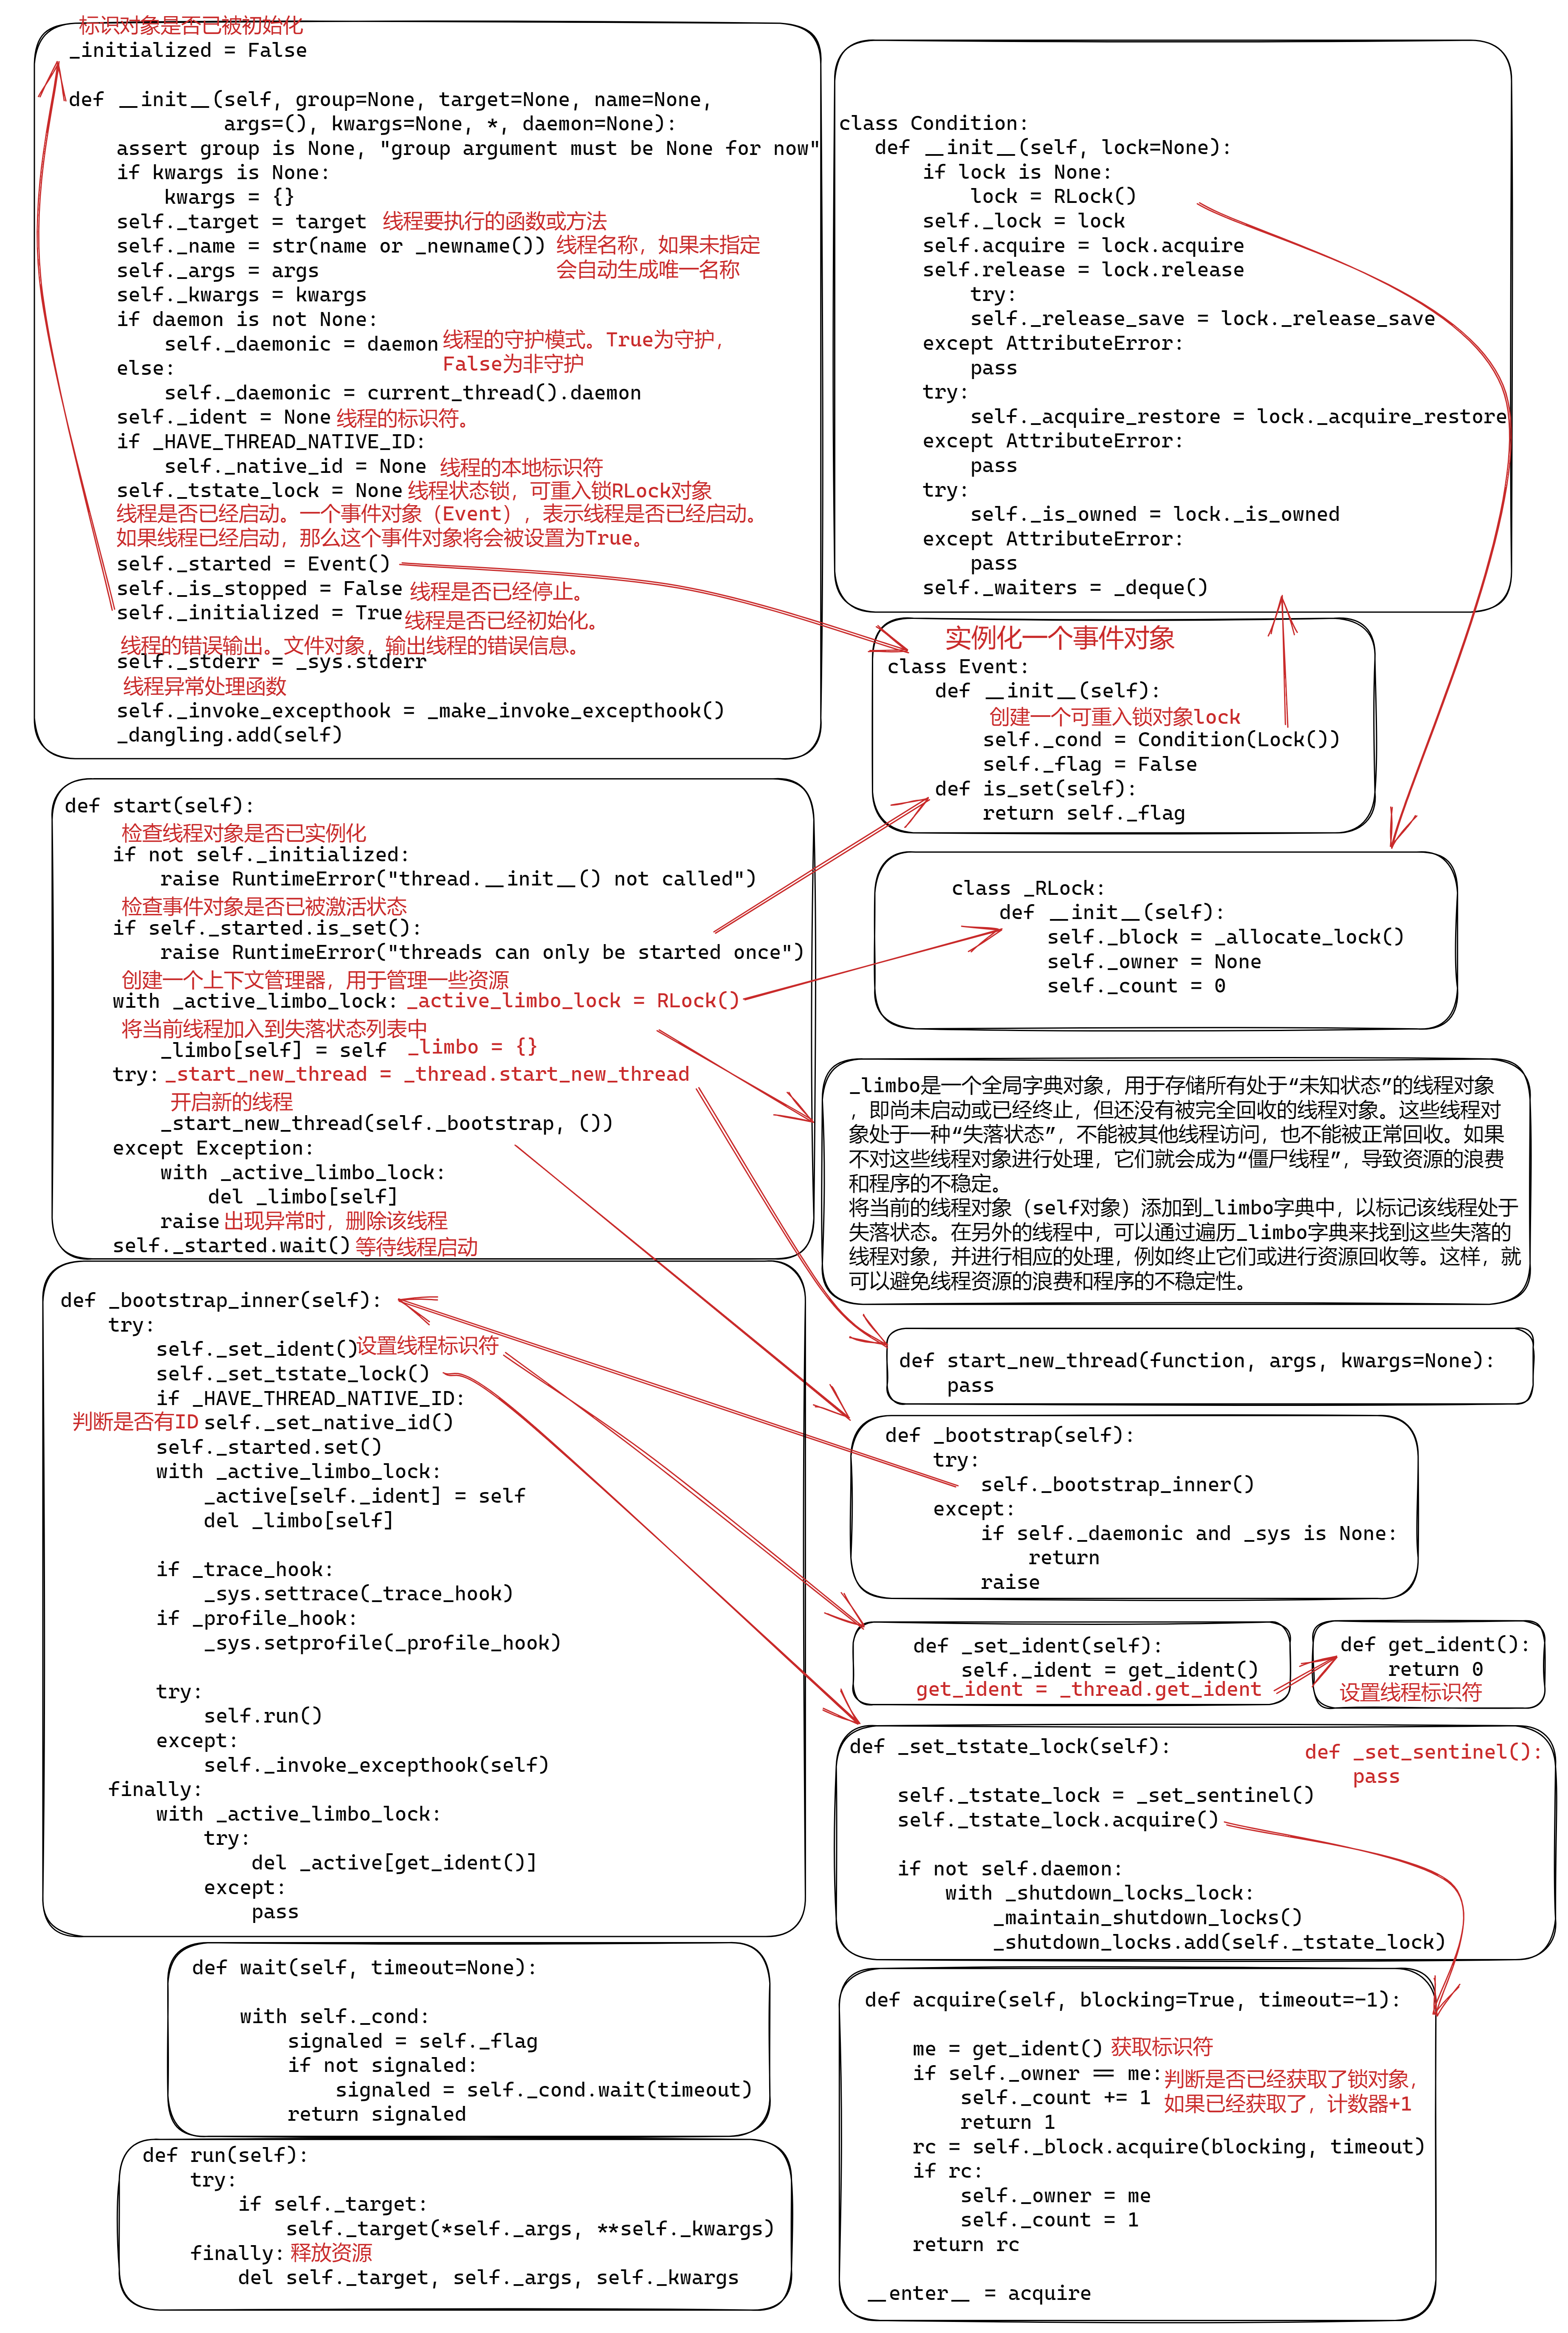 标识对象是否已被初始化
_initialized = False
def __init__(self, group=None, target=None, name=None,
args=(), kwargs=None, *, daemon=None):
assert group is None, "group argument must be None for now"
if kwargs is None:
kwargs = {}
self._target = target 线程要执行的函数或方法
self._name = str(name or _newname()) 线程名称，如果未指定
self._args = args 会自动生成唯一名称
self._kwargs = kwargs
if daemon is not None:
self._daemonic = daemon 线程的守护模式。True为守护，
else: False为非守护
self._daemonic = current_thread().daemon
self._ident = None 线程的标识符。
if _HAVE_THREAD_NATIVE_ID:
self._native_id = None 线程的本地标识符
self._tstate_lock = None 线程状态锁，可重入锁RLock对象
线程是否已经启动。一个事件对象（Event），表示线程是否已经启动。
如果线程已经启动，那么这个事件对象将会被设置为True。
self._started = Event()
self._is_stopped = False 线程是否已经停止。
self._initialized = True 线程是否已经初始化。
线程的错误输出。文件对象，输出线程的错误信息。
self._stderr = _sys.stderr
线程异常处理函数
self._invoke_excepthook = _make_invoke_excepthook()
_dangling.add(self)
class Condition:
def __init__(self, lock=None):
if lock is None:
lock = RLock()
self._lock = lock
self.acquire = lock.acquire
self.release = lock.release
try:
self._release_save = lock._release_save
except AttributeError:
pass
try:
self._acquire_restore = lock._acquire_restore
except AttributeError:
pass
try:
self._is_owned = lock._is_owned
except AttributeError:
pass
self._waiters = _deque()
实例化一个事件对象
class Event:
def __init__(self):
创建一个可重入锁对象lock
self._cond = Condition(Lock())
self._flag = False
def is_set(self):
return self._flag
def start(self):
检查线程对象是否已实例化
if not self._initialized:
raise RuntimeError("thread.__init__() not called")
检查事件对象是否已被激活状态
if self._started.is_set():
raise RuntimeError("threads can only be started once")
创建一个上下文管理器，用于管理一些资源
with _active_limbo_lock: _active_limbo_lock = RLock()
将当前线程加入到失落状态列表中
_limbo[self] = self _limbo = {}
try: _start_new_thread = _thread.start_new_thread
开启新的线程
_start_new_thread(self._bootstrap, ())
except Exception:
with _active_limbo_lock:
del _limbo[self]
raise 出现异常时，删除该线程
self._started.wait() 等待线程启动
class _RLock:
def __init__(self):
self._block = _allocate_lock()
self._owner = None
self._count = 0
_limbo是一个全局字典对象，用于存储所有处于“未知状态”的线程对象
，即尚未启动或已经终止，但还没有被完全回收的线程对象。这些线程对
象处于一种“失落状态”，不能被其他线程访问，也不能被正常回收。如果
不对这些线程对象进行处理，它们就会成为“僵尸线程”，导致资源的浪费
和程序的不稳定。
将当前的线程对象（self对象）添加到_limbo字典中，以标记该线程处于
失落状态。在另外的线程中，可以通过遍历_limbo字典来找到这些失落的
线程对象，并进行相应的处理，例如终止它们或进行资源回收等。这样，就
可以避免线程资源的浪费和程序的不稳定性。
def start_new_thread(function, args, kwargs=None):
pass
def _bootstrap(self):
try:
self._bootstrap_inner()
except:
if self._daemonic and _sys is None:
return
raise
def _bootstrap_inner(self):
try:
self._set_ident() 设置线程标识符
self._set_tstate_lock()
if _HAVE_THREAD_NATIVE_ID:
判断是否有ID self._set_native_id()
self._started.set()
with _active_limbo_lock:
_active[self._ident] = self
del _limbo[self]
if _trace_hook:
_sys.settrace(_trace_hook)
if _profile_hook:
_sys.setprofile(_profile_hook)
try:
self.run()
except:
self._invoke_excepthook(self)
finally:
with _active_limbo_lock:
try:
del _active[get_ident()]
except:
pass
def _set_ident(self):
self._ident = get_ident()
get_ident = _thread.get_ident
def get_ident():
return 0
设置线程标识符
def _set_tstate_lock(self):
def _set_sentinel():
pass
self._tstate_lock = _set_sentinel()
self._tstate_lock.acquire()
if not self.daemon:
with _shutdown_locks_lock:
_maintain_shutdown_locks()
_shutdown_locks.add(self._tstate_lock)
def wait(self, timeout=None):
with self._cond:
signaled = self._flag
if not signaled:
signaled = self._cond.wait(timeout)
return signaled
def run(self):
try:
if self._target:
self._target(*self._args, **self._kwargs)
finally: 释放资源
del self._target, self._args, self._kwargs
def acquire(self, blocking=True, timeout=-1):
me = get_ident() 获取标识符
if self._owner == me: 判断是否已经获取了锁对象，
self._count += 1 如果已经获取了，计数器+1
return 1
rc = self._block.acquire(blocking, timeout)
if rc:
self._owner = me
self._count = 1
return rc
__enter__ = acquire